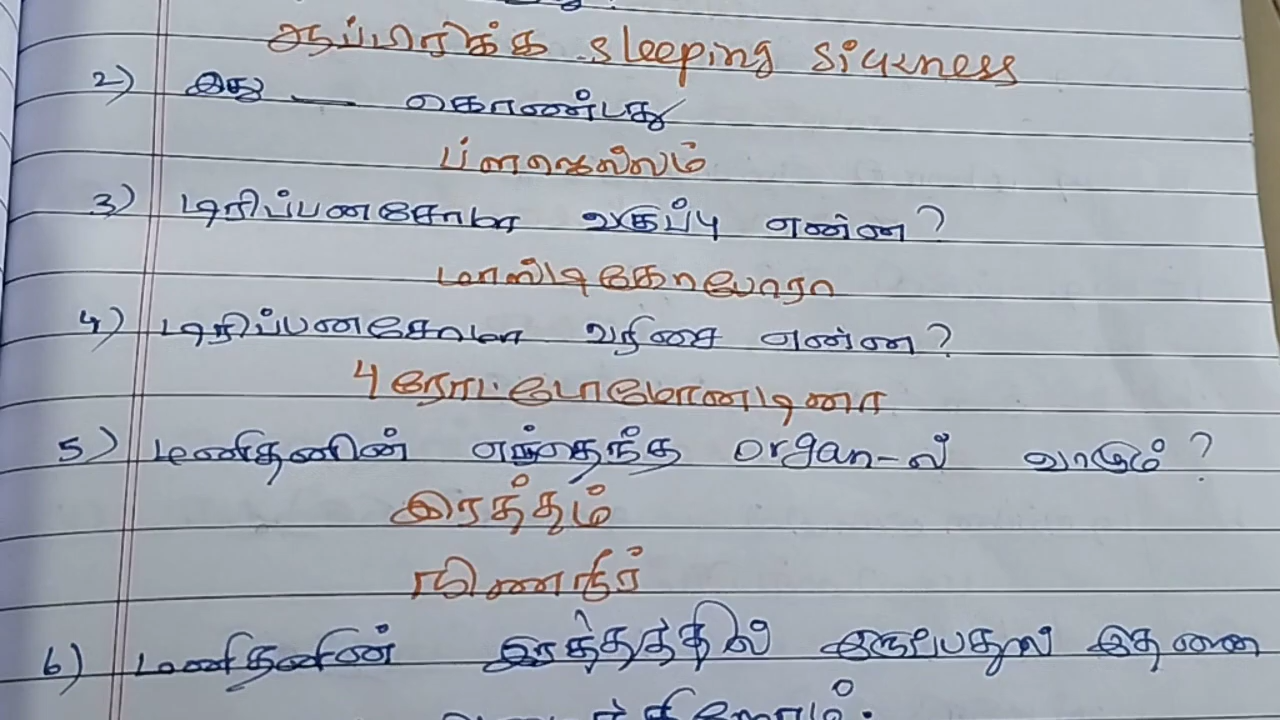 ஆப்பிரிக்க sleeping sickness
2) இது — கொண்டது
பிளாஜெல்லம்
3) டிரிப்பனசோமா வகுப்பு என்ன?
மாஸ்டிகோபோரா
4) டிரிப்பனசோமா வரிசை என்ன?
புரோட்டோமோனாடினா
5) மனிதனின் எந்தெந்த organ-ல் வாழும்?
இரத்தம்
நிணநீர்
6) மனிதனின் இரத்தத்தில் இருப்பதால் இதனை